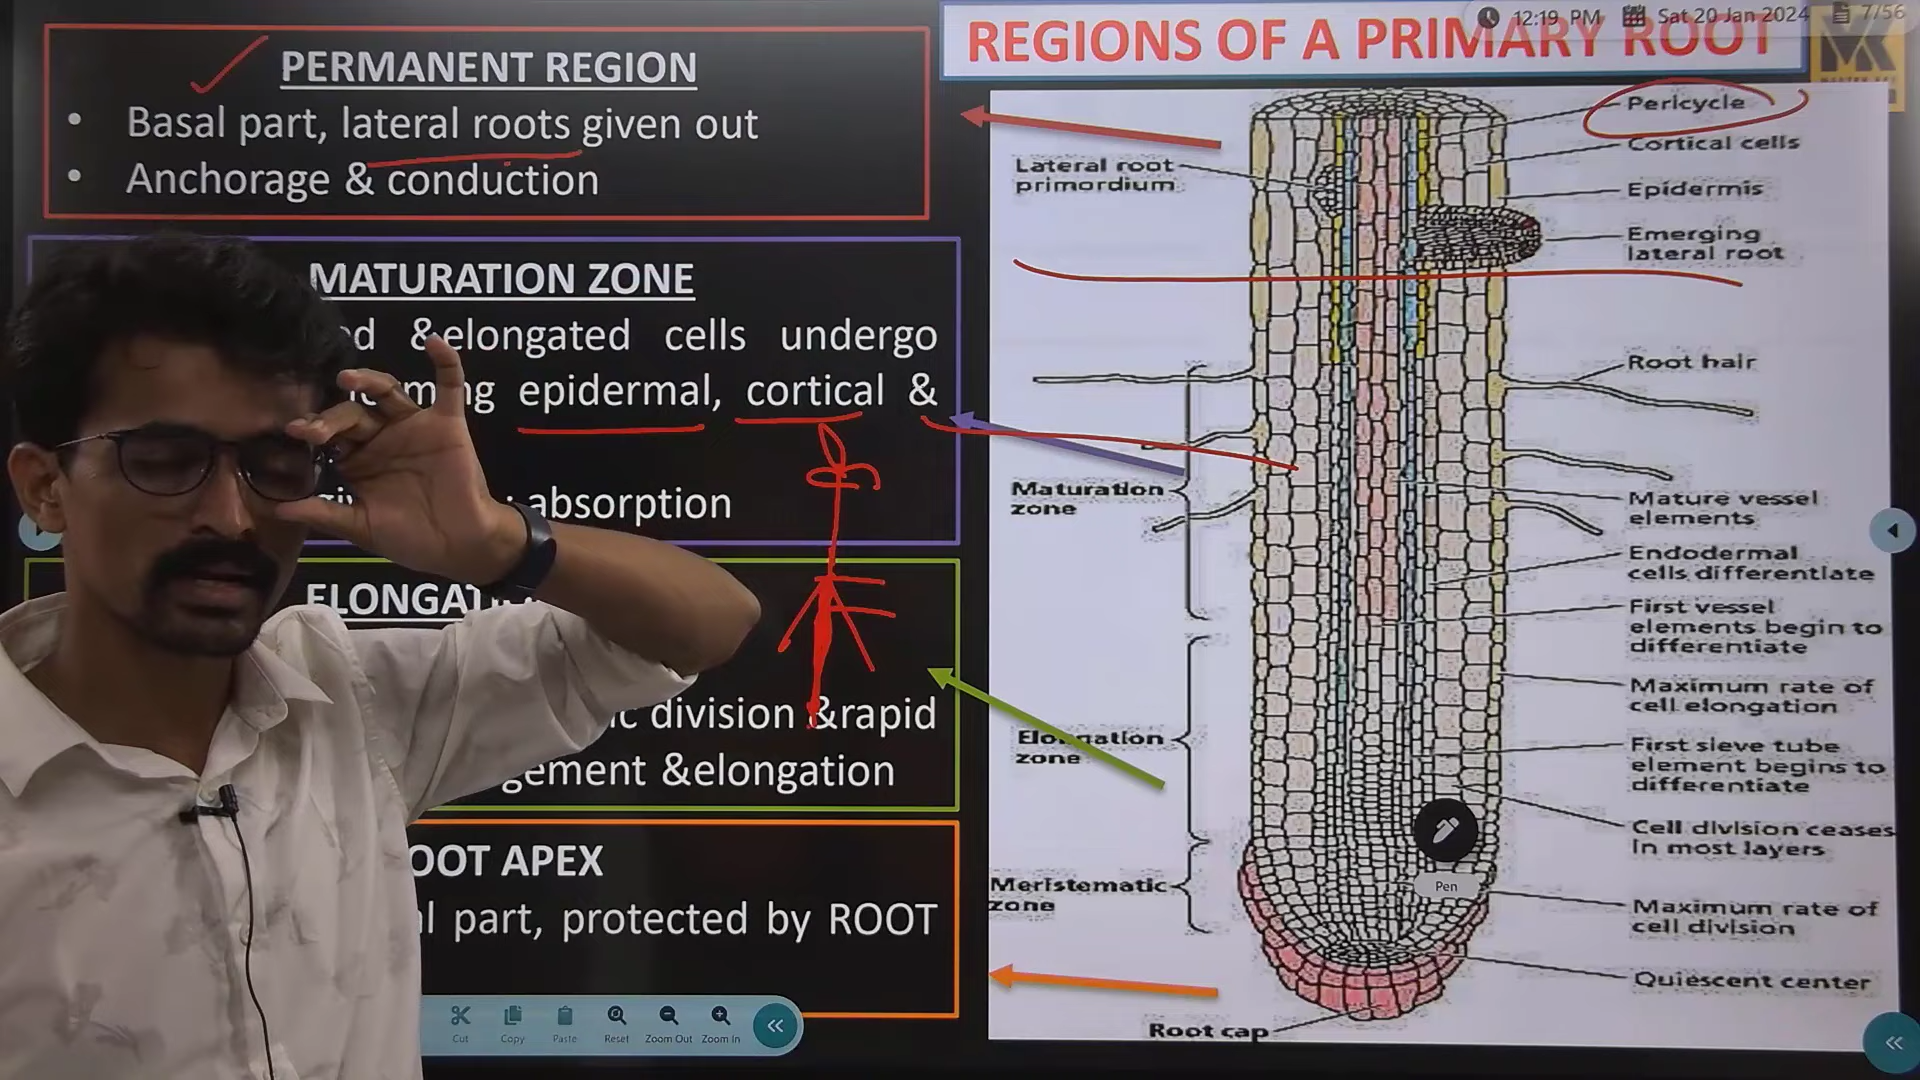 12:19 PM Sat 20 Jan 2024 7/56
REGIONS OF A PRIMARY ROOT
PERMANENT REGION
• Basal part, lateral roots given out
• Anchorage & conduction
MATURATION ZONE
&elongated cells undergo
epidermal, cortical &
absorption
division &rapid
&elongation
APEX
part, protected by ROOT
Pericycle
Cortical cells
Lateral root
primordium
Epidermis
Emerging
lateral root
Root hair
Maturation
zone
Mature vessel
elements
Endodermal
cells differentiate
First vessel
elements begin to
differentiate
Maximum rate of
cell elongation
Elongation
zone
First sieve tube
element begins to
differentiate
Cell division ceases
in most layers
Pen
Meristematic
zone
Maximum rate of
cell division
Quiescent center
Root cap
Cut Copy Paste Reset Zoom Out Zoom In